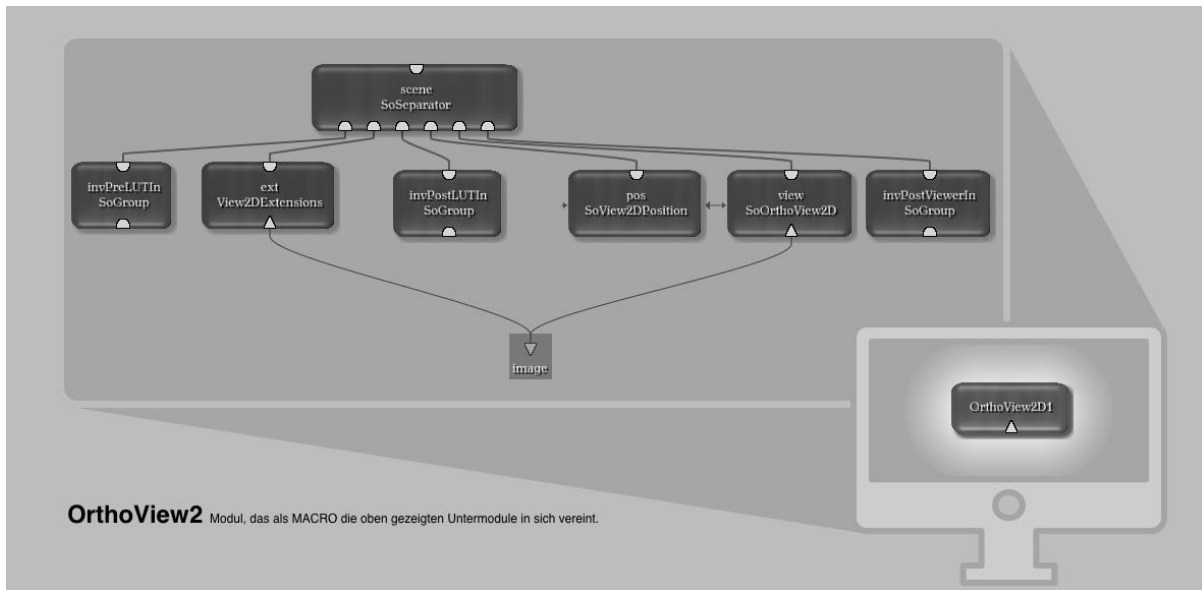 scene
SoSeparator
invPreLUTIn
SoGroup
ext
View2DExtensions
invPostLUTIn
SoGroup
pos
SoView2DPosition
view
SoOrthoView2D
invPostViewerIn
SoGroup
image
OrthoView2D1
OrthoView2 Modul, das als MACRO die oben gezeigten Untermodule in sich vereint.